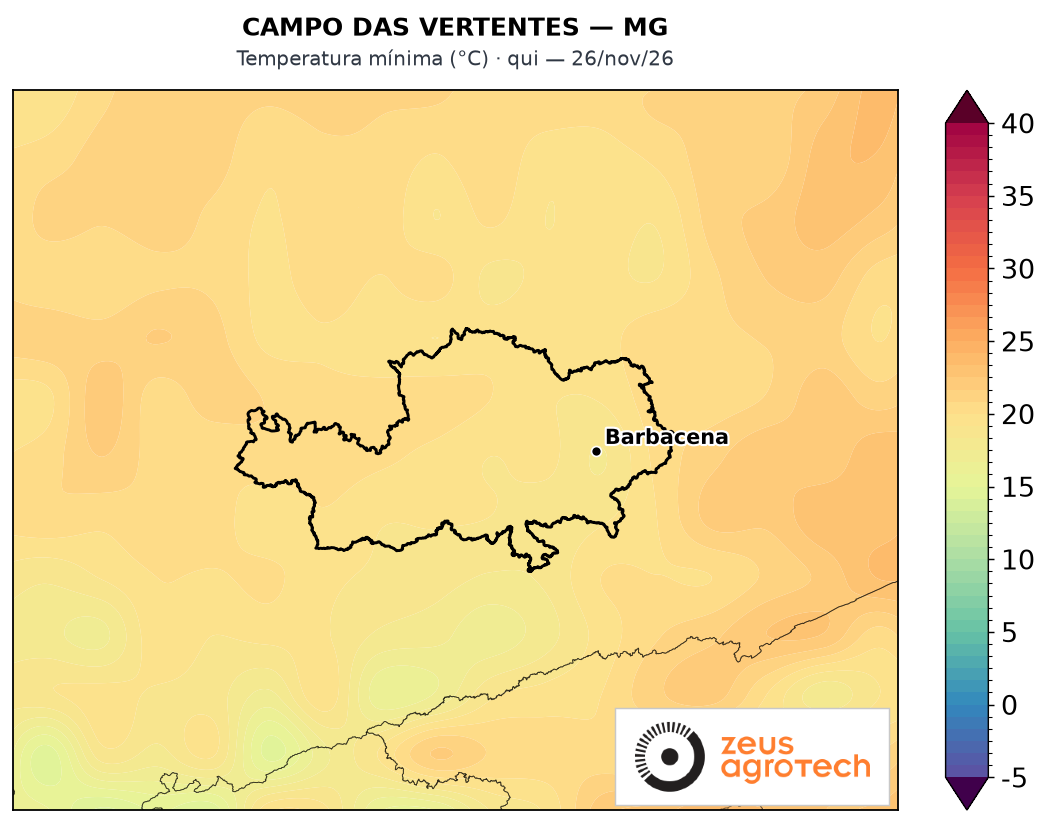 CAMPO DAS VERTENTES — MG
Temperatura mínima (°C) · qui — 26/nov/26
Barbacena
40
35
30
25
20
15
10
5
0
-5
zeus
agrotech